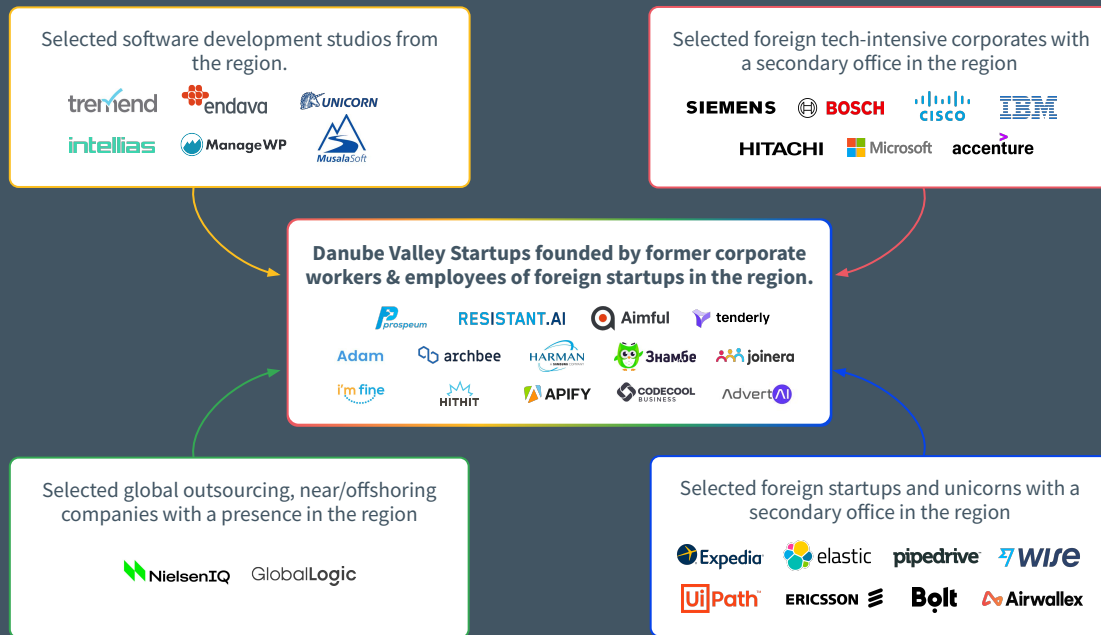 Selected software development studios from
the region.
tremend
endava
UNICORN
intellias
ManageWP
MusalaSoft
Selected foreign tech-intensive corporates with
a secondary office in the region
SIEMENS
BOSCH
CISCO
IBM
HITACHI
Microsoft
accenture
Danube Valley Startups founded by former corporate
workers & employees of foreign startups in the region.
Prospeum
RESISTANT.AI
Aimful
tenderly
Adam
archbee
HARMAN
A SAMSUNG COMPANY
Знам.бе
joinera
i'm fine
HITHIT
APIFY
CODECOOL
BUSINESS
AdvertAI
Selected global outsourcing, near/offshoring
companies with a presence in the region
NielsenIQ
GlobalLogic
Selected foreign startups and unicorns with a
secondary office in the region
Expedia
elastic
pipedrive
WISE
UiPath
ERICSSON
Bolt
Airwallex